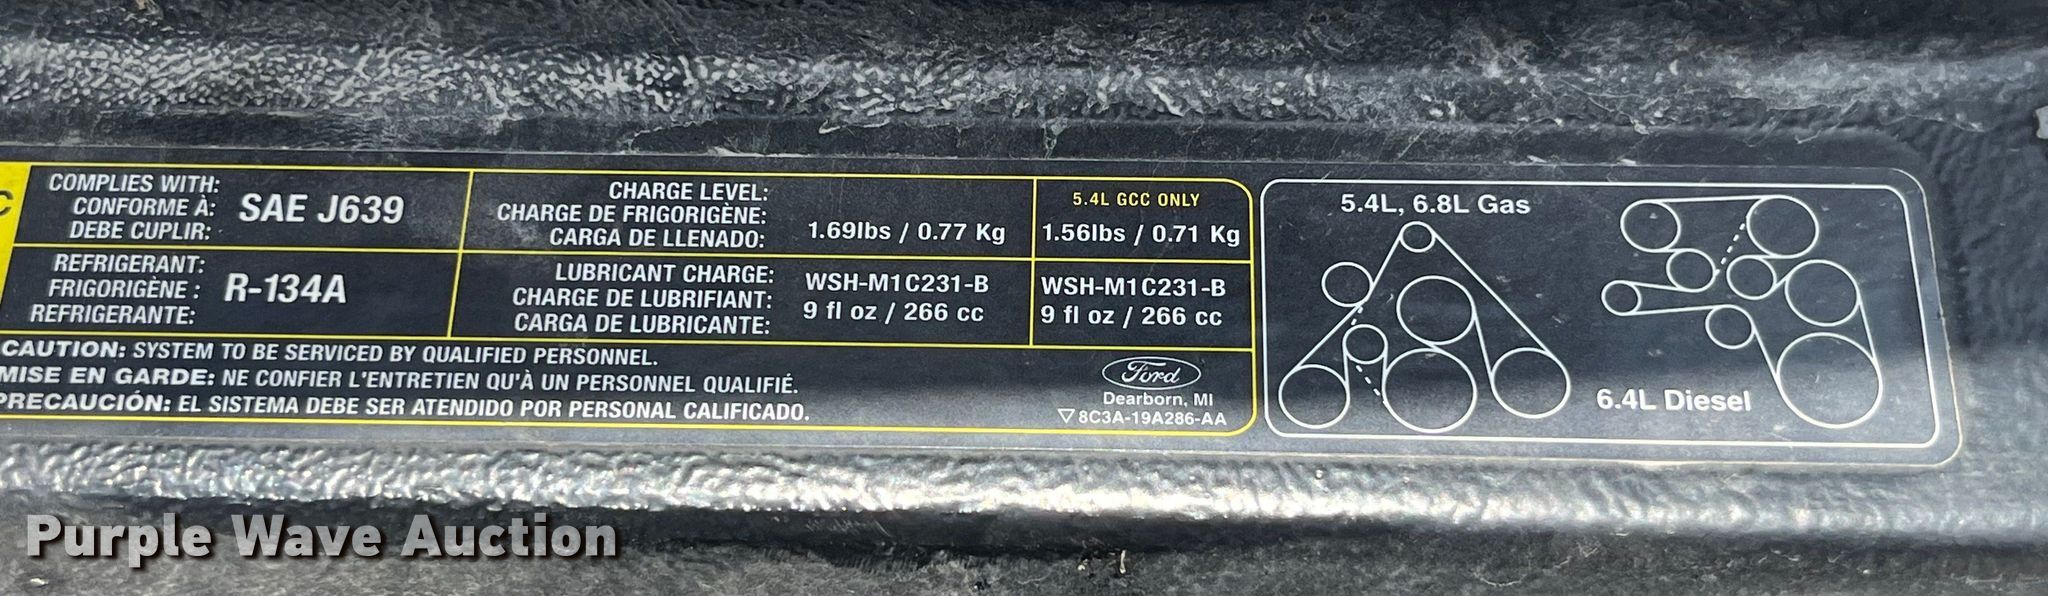 C
COMPLIES WITH:
CONFORME À: SAE J639
DEBE CUPLIR:
REFRIGERANT:
FRIGORIGÈNE : R-134A
REFRIGERANTE:
CHARGE LEVEL:
CHARGE DE FRIGORIGÈNE:
CARGA DE LLENADO:
1.69lbs / 0.77 Kg
5.4L GCC ONLY
1.56lbs / 0.71 Kg
LUBRICANT CHARGE:
CHARGE DE LUBRIFIANT:
CARGA DE LUBRICANTE:
WSH-M1C231-B
9 fl oz / 266 cc
WSH-M1C231-B
9 fl oz / 266 cc
CAUTION: SYSTEM TO BE SERVICED BY QUALIFIED PERSONNEL.
MISE EN GARDE: NE CONFIER L'ENTRETIEN QU'À UN PERSONNEL QUALIFIÉ.
PRECAUCIÓN: EL SISTEMA DEBE SER ATENDIDO POR PERSONAL CALIFICADO.
Ford
Dearborn, MI
8C3A-19A286-AA
5.4L, 6.8L Gas
6.4L Diesel
Purple Wave Auction